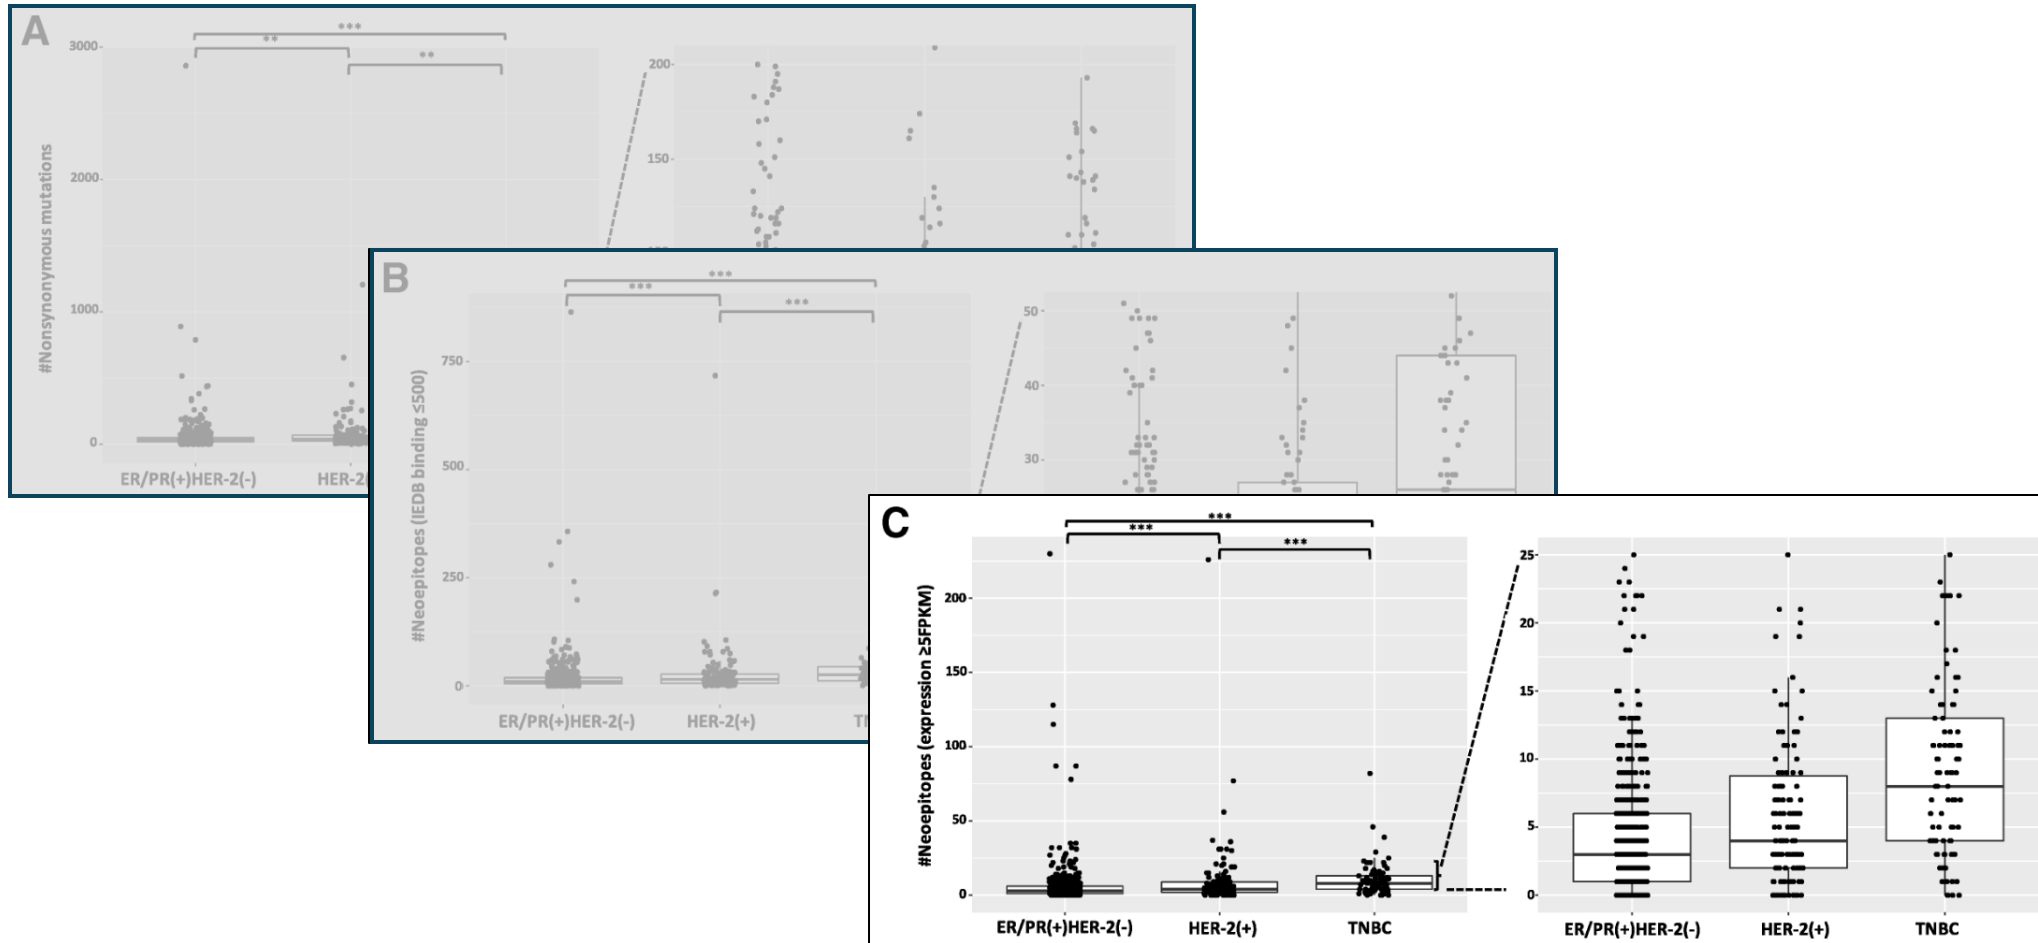 A
***
**
**
3000
2000
1000
0
#Nonsynonymous mutations
ER/PR(+)HER-2(-)
HER-2(
200
150
B
***
***
***
750
500
250
0
#Neoepitopes (IEDB binding ≤500)
ER/PR(+)HER-2(-)
HER-2(+)
50
40
30
C
***
***
***
200
150
100
50
0
#Neoepitopes (expression ≥5FPKM)
ER/PR(+)HER-2(-)
HER-2(+)
TNBC
25
20
15
10
5
0
ER/PR(+)HER-2(-)
HER-2(+)
TNBC